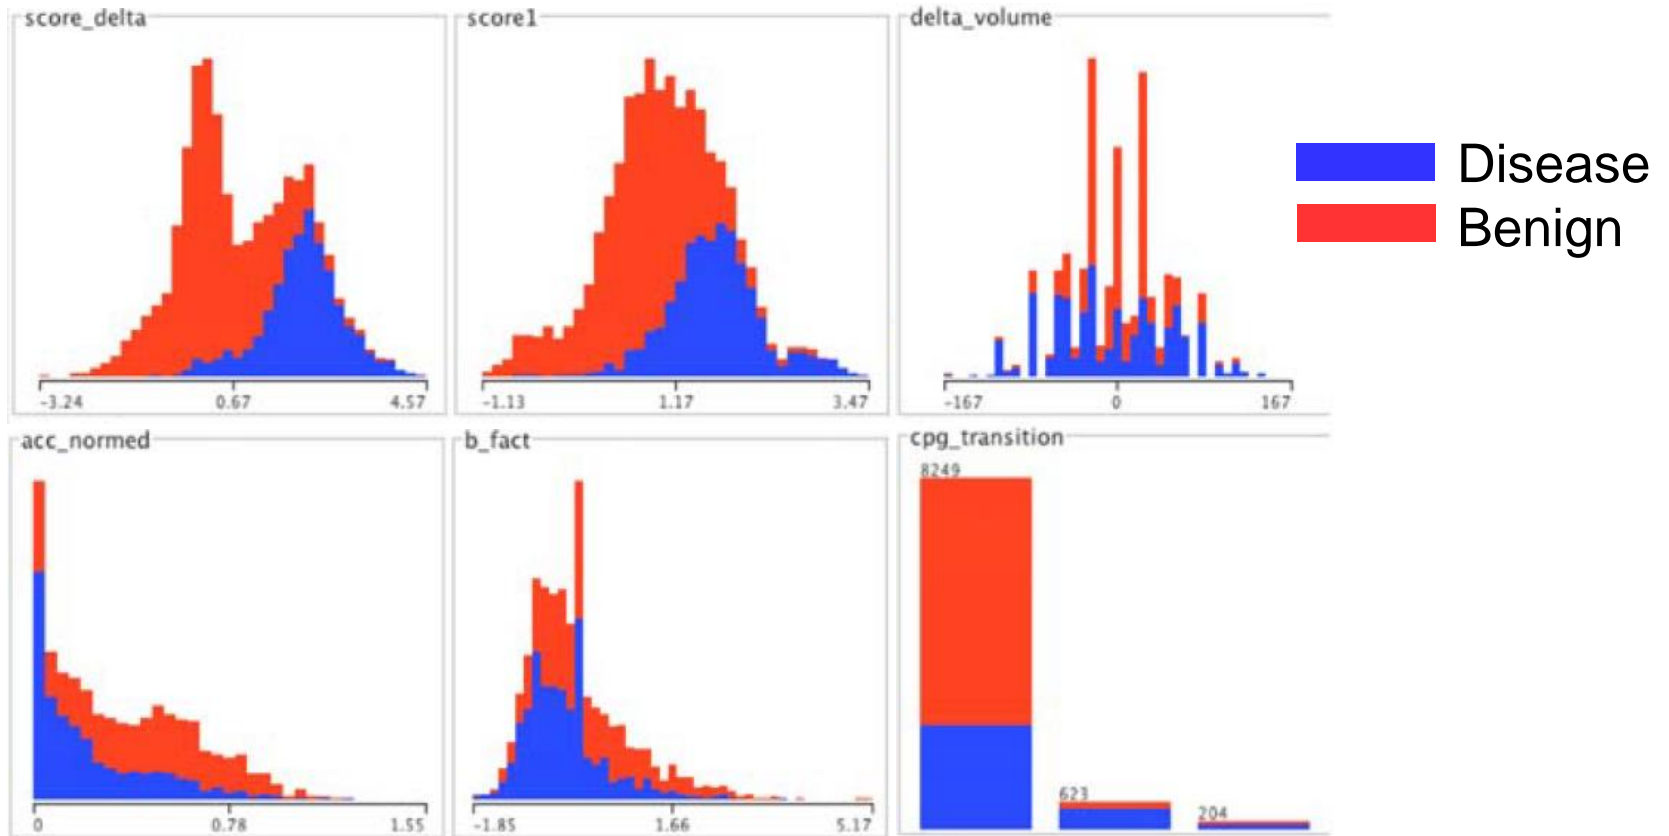 score_delta
score1
delta_volume
-3.24 0.67 4.57
-1.13 1.17 3.47
-167 0 167
Disease
Benign
acc_normed
b_fact
cpg_transition
0 0.78 1.55
-1.85 1.66 5.17
8249
623
204